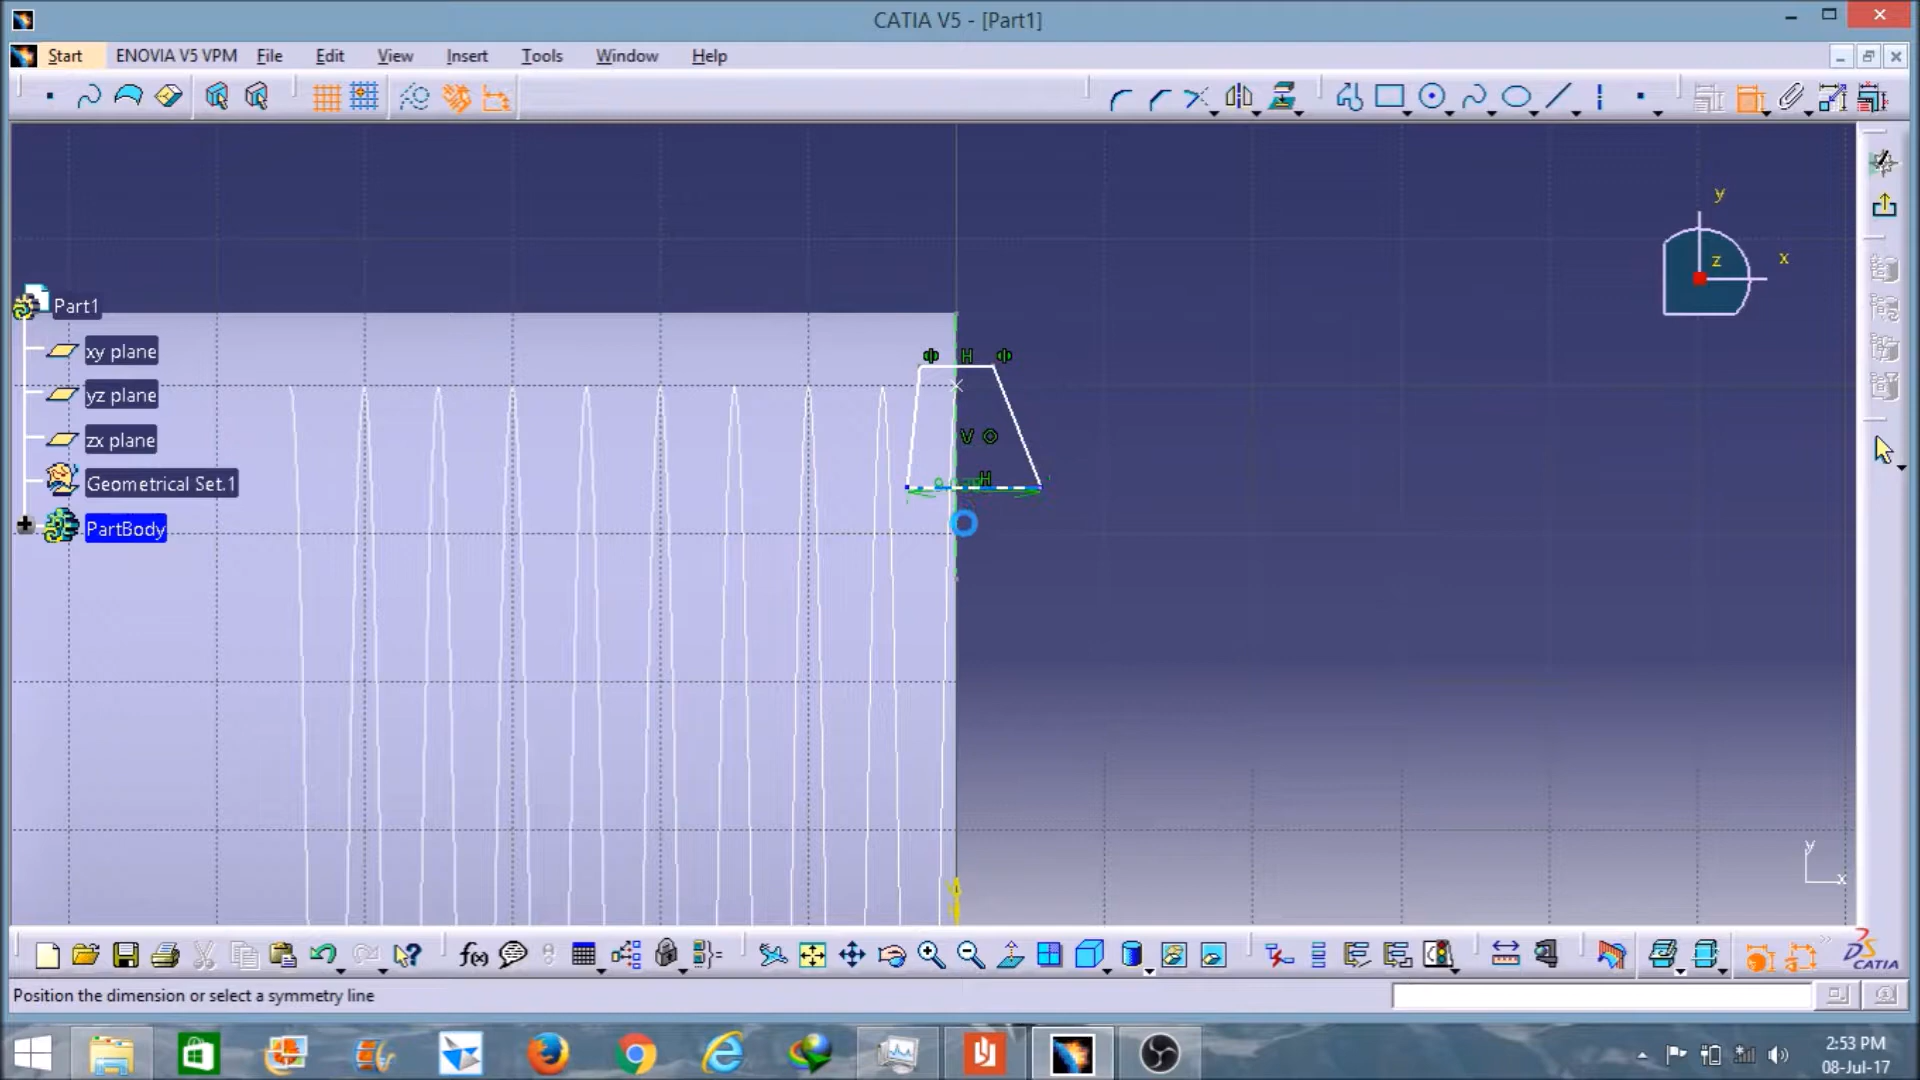 CATIA V5 - [Part1]
Start ENOVIA V5 VPM File Edit View Insert Tools Window Help
y
x
z
Part1
xy plane
yz plane
zx plane
Geometrical Set.1
PartBody
H
V
H
y
x
f(x)
CATIA
Position the dimension or select a symmetry line
2:53 PM
08-Jul-17